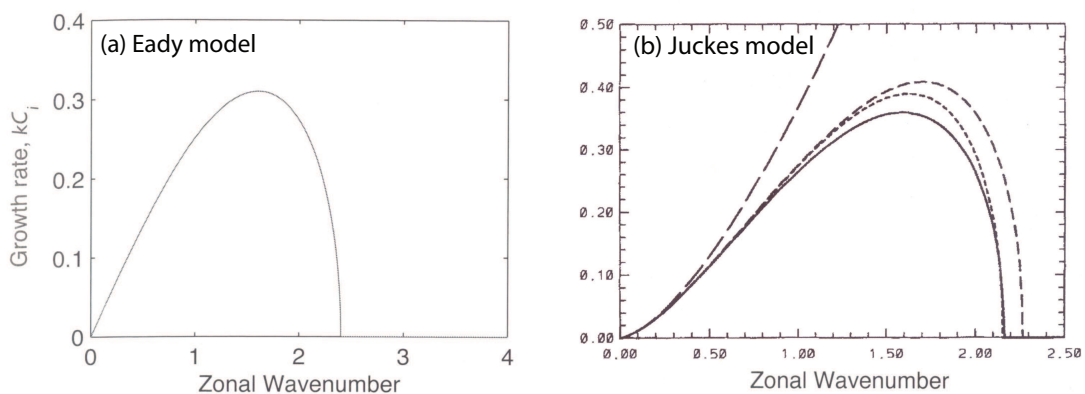 (a) Eady model
Growth rate, kC_i
0.4
0.3
0.2
0.1
0
0 1 2 3 4
Zonal Wavenumber
(b) Juckes model
0.50
0.40
0.30
0.20
0.10
0.00
0.00 0.50 1.00 1.50 2.00 2.50
Zonal Wavenumber